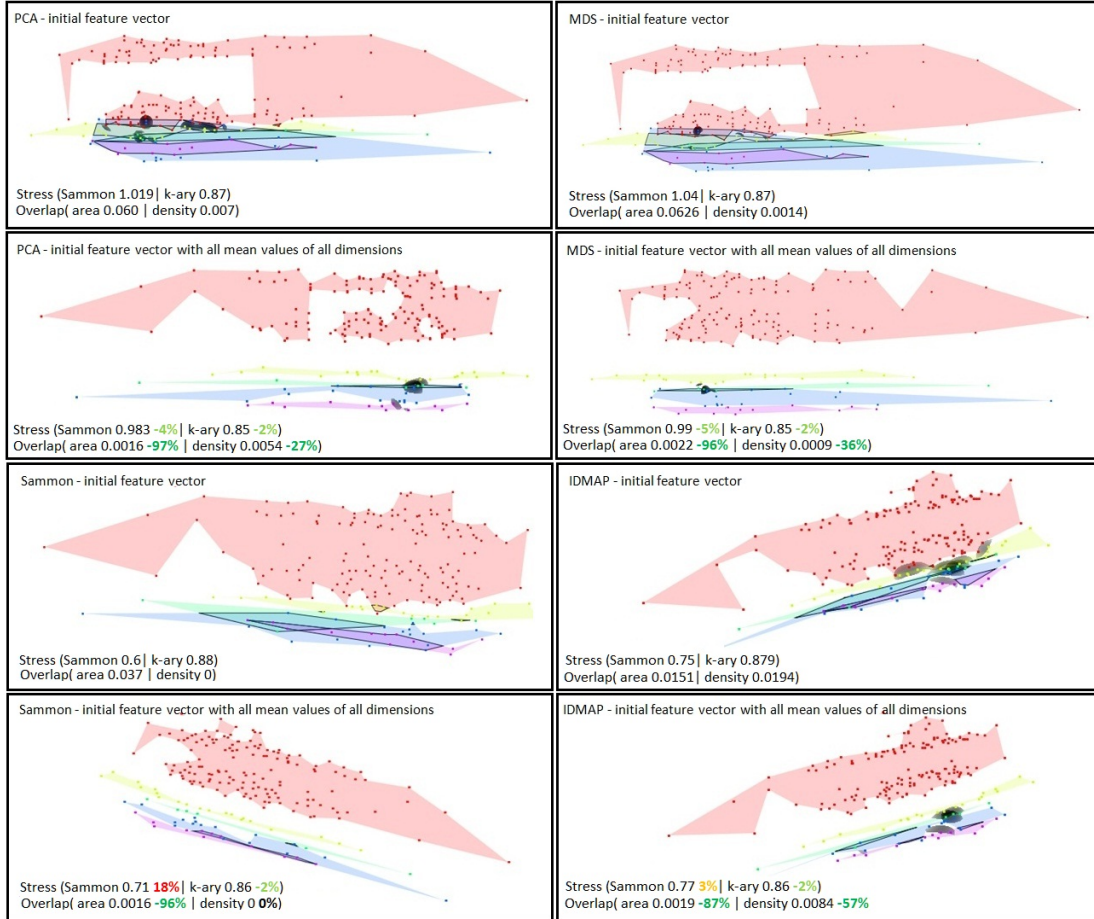 PCA - initial feature vector
Stress (Sammon 1.019| k-ary 0.87)
Overlap( area 0.060 | density 0.007)
MDS - initial feature vector
Stress (Sammon 1.04| k-ary 0.87)
Overlap( area 0.0626 | density 0.0014)
PCA - initial feature vector with all mean values of all dimensions
Stress (Sammon 0.983 -4%| k-ary 0.85 -2%)
Overlap( area 0.0016 -97% | density 0.0054 -27%)
MDS - initial feature vector with all mean values of all dimensions
Stress (Sammon 0.99 -5%| k-ary 0.85 -2%)
Overlap( area 0.0022 -96% | density 0.0009 -36%)
Sammon - initial feature vector
Stress (Sammon 0.6| k-ary 0.88)
Overlap( area 0.037 | density 0)
IDMAP - initial feature vector
Stress (Sammon 0.75| k-ary 0.879)
Overlap( area 0.0151| density 0.0194)
Sammon - initial feature vector with all mean values of all dimensions
Stress (Sammon 0.71 18%| k-ary 0.86 -2%)
Overlap( area 0.0016 -96% | density 0 0%)
IDMAP - initial feature vector with all mean values of all dimensions
Stress (Sammon 0.77 3%| k-ary 0.86 -2%)
Overlap( area 0.0019 -87% | density 0.0084 -57%